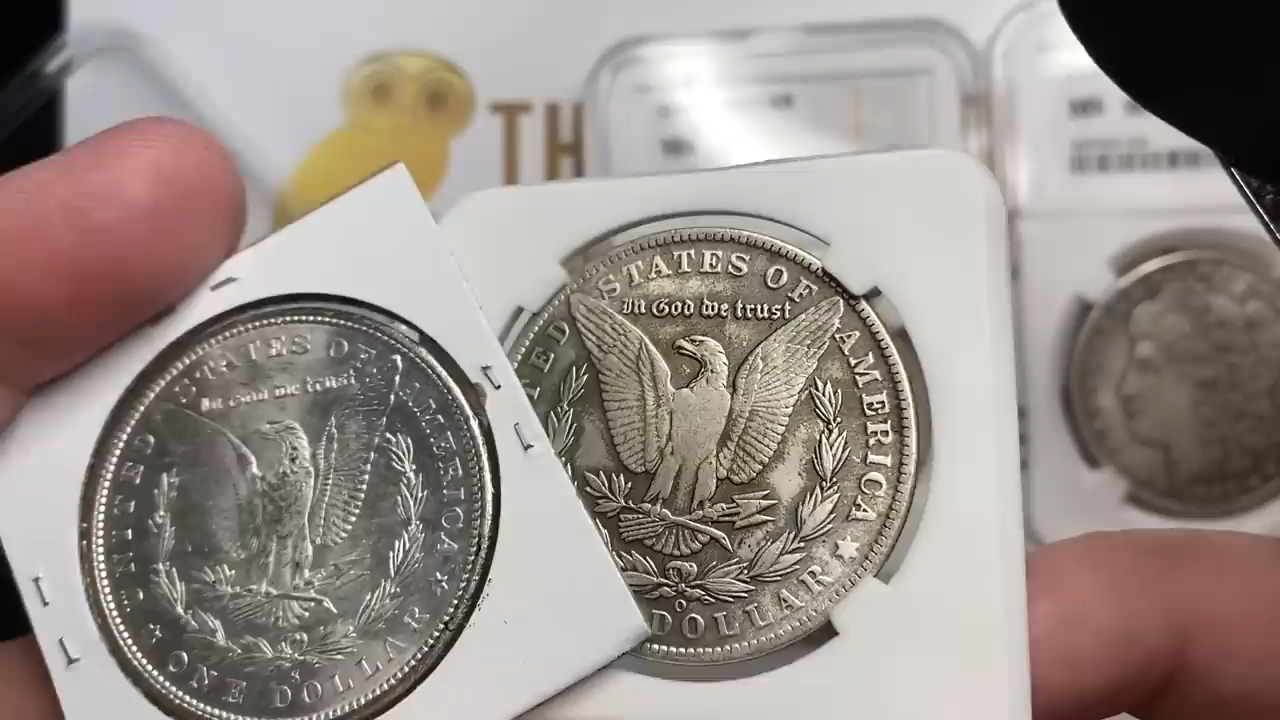 TH
UNITED STATES OF AMERICA
In God we trust
ONE DOLLAR
S
TED STATES OF AMERICA
In God we trust
O
DOLLAR